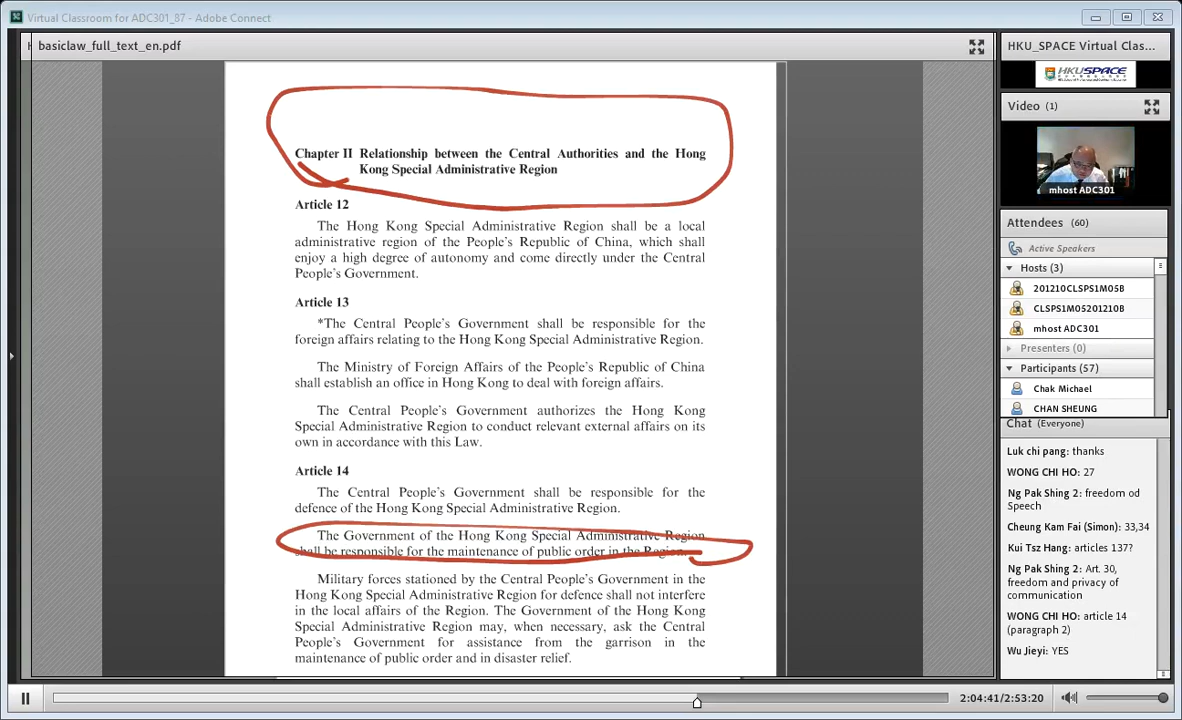 Virtual Classroom for ADC301_87 - Adobe Connect
basiclaw_full_text_en.pdf
Chapter II Relationship between the Central Authorities and the Hong
Kong Special Administrative Region
Article 12
The Hong Kong Special Administrative Region shall be a local
administrative region of the People's Republic of China, which shall
enjoy a high degree of autonomy and come directly under the Central
People's Government.
Article 13
*The Central People's Government shall be responsible for the
foreign affairs relating to the Hong Kong Special Administrative Region.
The Ministry of Foreign Affairs of the People's Republic of China
shall establish an office in Hong Kong to deal with foreign affairs.
The Central People's Government authorizes the Hong Kong
Special Administrative Region to conduct relevant external affairs on its
own in accordance with this Law.
Article 14
The Central People's Government shall be responsible for the
defence of the Hong Kong Special Administrative Region.
The Government of the Hong Kong Special Administrative Region
shall be responsible for the maintenance of public order in the Region.
Military forces stationed by the Central People's Government in the
Hong Kong Special Administrative Region for defence shall not interfere
in the local affairs of the Region. The Government of the Hong Kong
Special Administrative Region may, when necessary, ask the Central
People's Government for assistance from the garrison in the
maintenance of public order and in disaster relief.
HKU_SPACE Virtual Clas...
HKUSPACE
Video (1)
mhost ADC301
Attendees (60)
Active Speakers
Hosts (3)
201210CLSPS1M05B
CLSPS1M05201210B
mhost ADC301
Presenters (0)
Participants (57)
Chak Michael
CHAN SHEUNG
Chat (Everyone)
Luk chi pang: thanks
WONG CHI HO: 27
Ng Pak Shing 2: freedom od
Speech
Cheung Kam Fai (Simon): 33,34
Kui Tsz Hang: articles 137?
Ng Pak Shing 2: Art. 30,
freedom and privacy of
communication
WONG CHI HO: article 14
(paragraph 2)
Wu Jieyi: YES
2:04:41/2:53:20